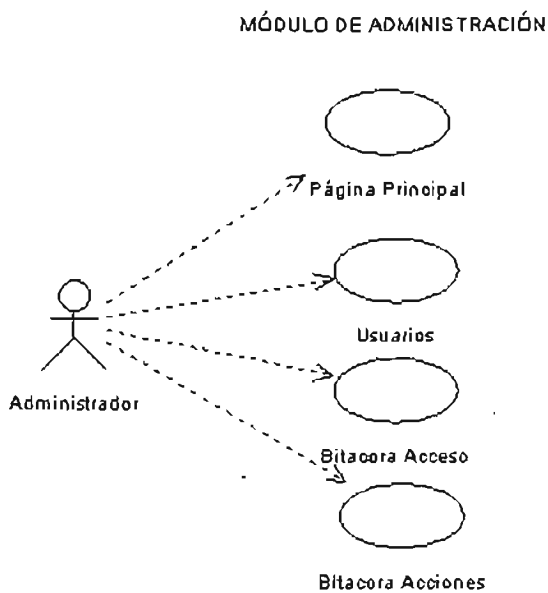 MÓDULO DE ADMINISTRACIÓN
Página Principal
Usuarios
Administrador
Bitacora Acceso
Bitacora Acciones